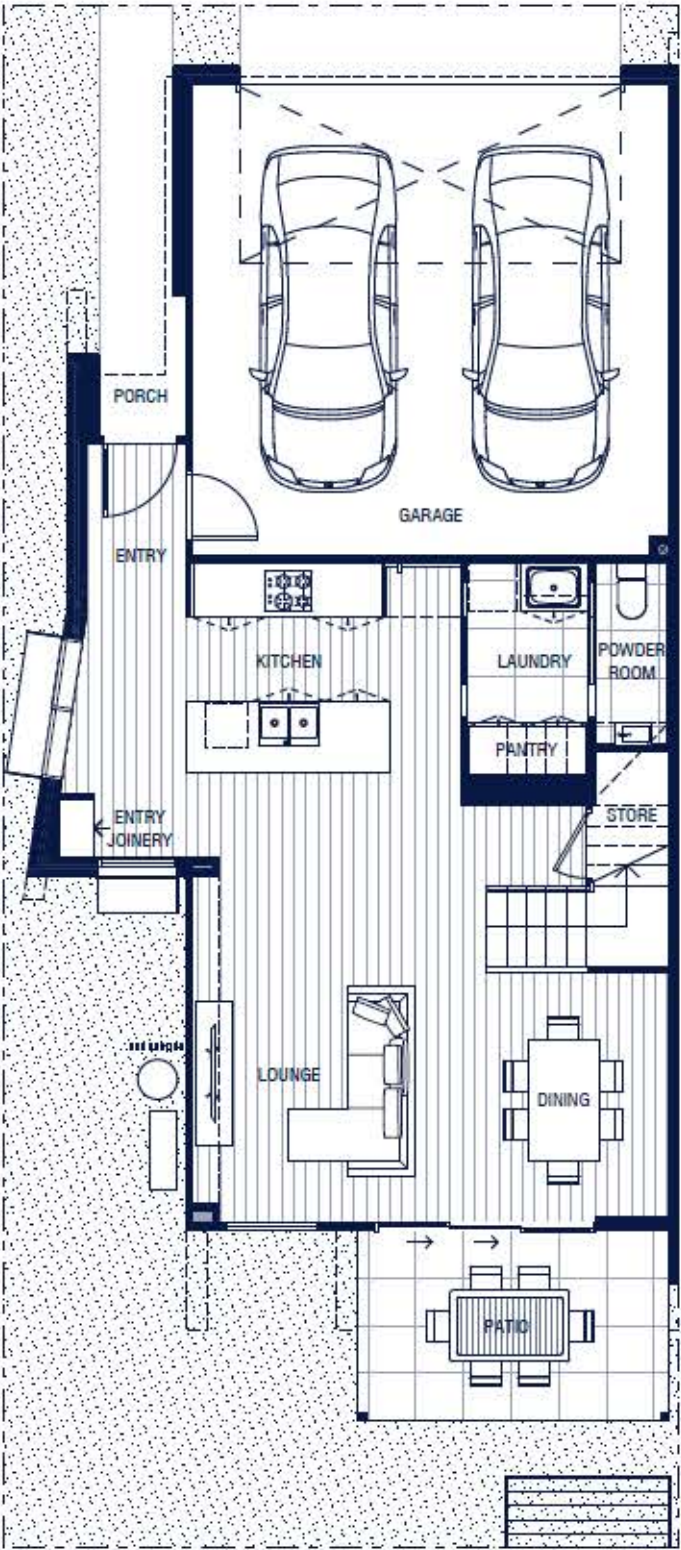 PORCH
GARAGE
ENTRY
KITCHEN
LAUNDRY
POWDER
ROOM
PANTRY
ENTRY
JOINERY
STORE
LOUNGE
DINING
PATIO